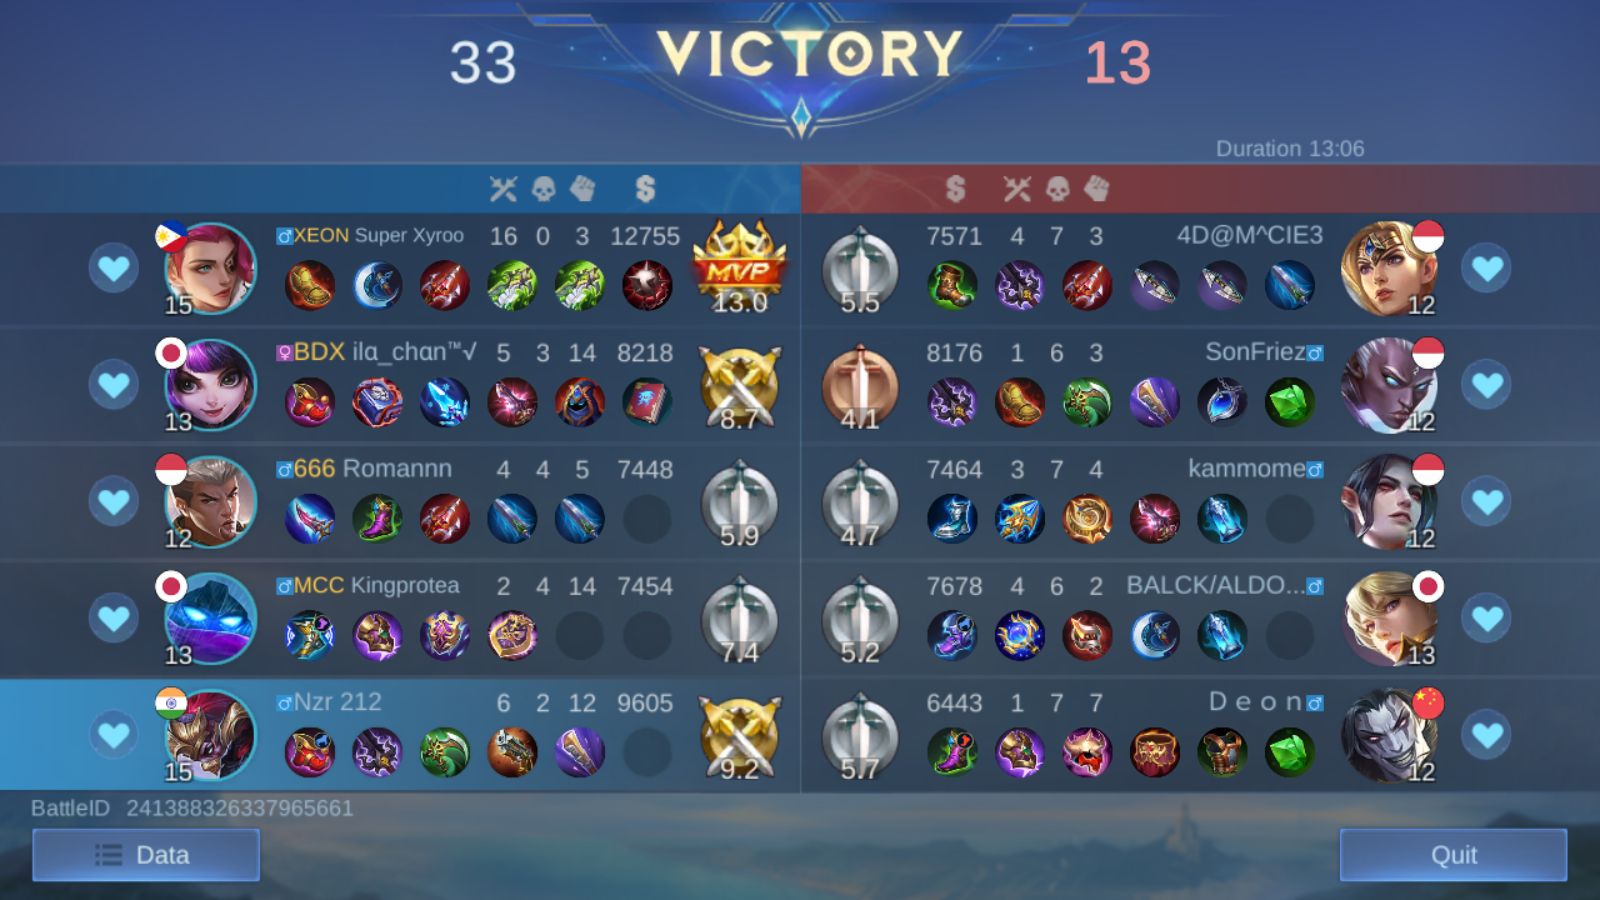 33 VICTORY 13
Duration 13:06
XEON Super Xyroo 16 0 3 12755 MVP 13.0 15
5.5 7571 4 7 3 4D@M^CIE3 12
BDX ilα_chαn™√ 5 3 14 8218 8.7 13
4.1 8176 1 6 3 SonFriez 12
666 Romannn 4 4 5 7448 5.9 12
4.7 7464 3 7 4 kammome 12
MCC Kingprotea 2 4 14 7454 7.4 13
5.2 7678 4 6 2 BALCK/ALDO... 13
Nzr 212 6 2 12 9605 9.2 15
5.7 6443 1 7 7 D e o n 12
BattleID 241388326337965661
Data
Quit